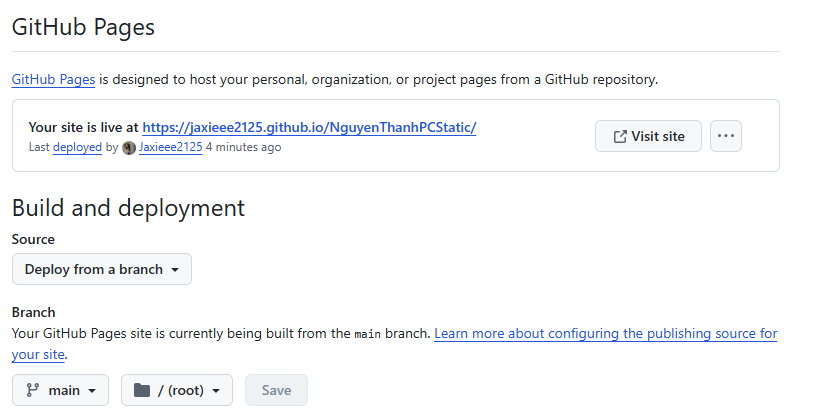 GitHub Pages
GitHub Pages is designed to host your personal, organization, or project pages from a GitHub repository.
Your site is live at https://jaxieee2125.github.io/NguyenThanhPCStatic/
Last deployed by Jaxieee2125 4 minutes ago
Visit site
Build and deployment
Source
Deploy from a branch
Branch
Your GitHub Pages site is currently being built from the main branch. Learn more about configuring the publishing source for
your site.
main
/ (root)
Save